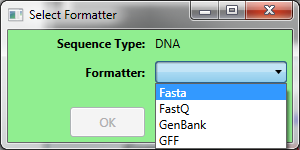 Select Formatter
Sequence Type: DNA
Formatter:
Fasta
FastQ
GenBank
GFF
OK